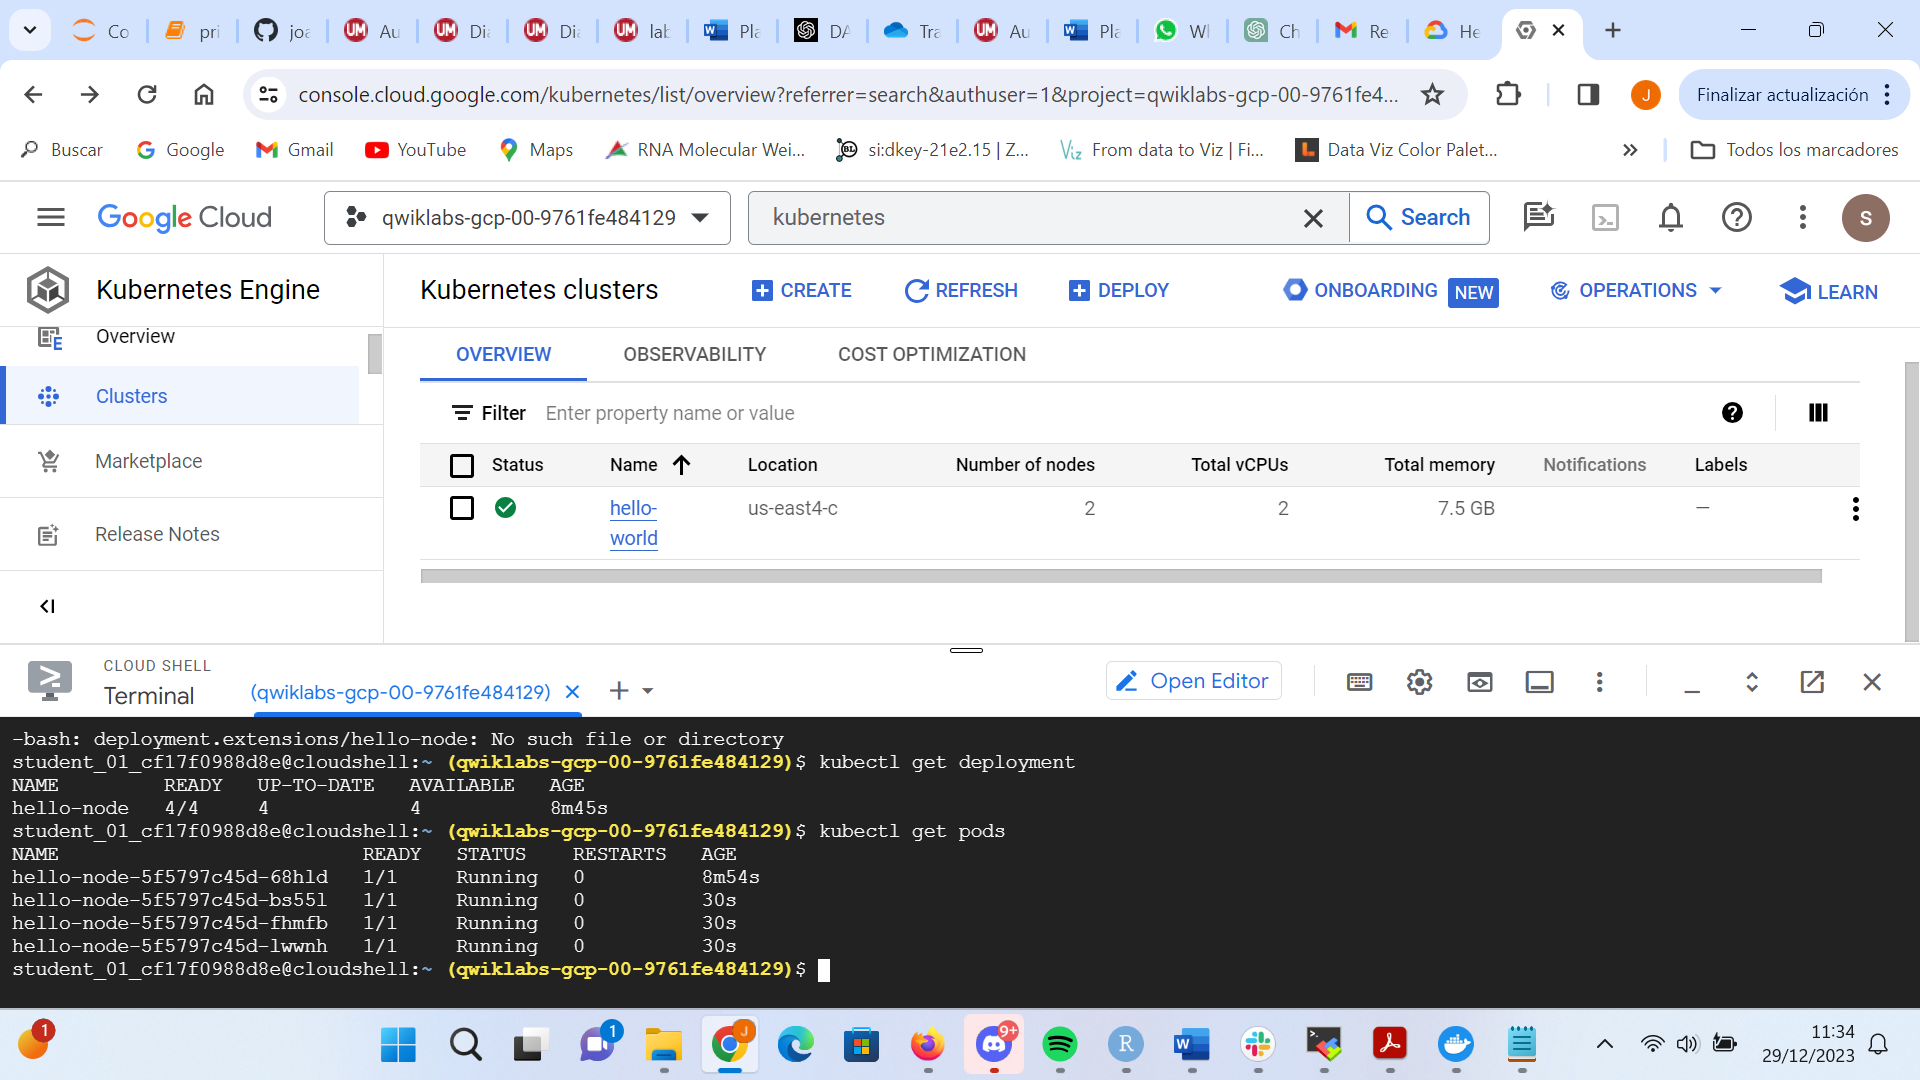 Co
pri
joa
Au
Dia
Dia
lab
Pla
DA
Tra
Au
Pla
Wh
Ch
Re
He
console.cloud.google.com/kubernetes/list/overview?referrer=search&authuser=1&project=qwiklabs-gcp-00-9761fe4...
J
Finalizar actualización
Buscar
Google
Gmail
YouTube
Maps
RNA Molecular Wei...
si:dkey-21e2.15 | Z...
From data to Viz | Fi...
Data Viz Color Palet...
Todos los marcadores
Google Cloud
qwiklabs-gcp-00-9761fe484129
kubernetes
Search
S
Kubernetes Engine
Kubernetes clusters
CREATE
REFRESH
DEPLOY
ONBOARDING NEW
OPERATIONS
LEARN
Overview
Clusters
Marketplace
Release Notes
OVERVIEW
OBSERVABILITY
COST OPTIMIZATION
Filter Enter property name or value
Status Name Location Number of nodes Total vCPUs Total memory Notifications Labels
hello-world us-east4-c 2 2 7.5 GB —
CLOUD SHELL
Terminal
(qwiklabs-gcp-00-9761fe484129)
Open Editor
-bash: deployment.extensions/hello-node: No such file or directory
student_01_cf17f0988d8e@cloudshell:~ (qwiklabs-gcp-00-9761fe484129)$ kubectl get deployment
NAME READY UP-TO-DATE AVAILABLE AGE
hello-node 4/4 4 4 8m45s
student_01_cf17f0988d8e@cloudshell:~ (qwiklabs-gcp-00-9761fe484129)$ kubectl get pods
NAME READY STATUS RESTARTS AGE
hello-node-5f5797c45d-68hld 1/1 Running 0 8m54s
hello-node-5f5797c45d-bs55l 1/1 Running 0 30s
hello-node-5f5797c45d-fhmfb 1/1 Running 0 30s
hello-node-5f5797c45d-lwwnh 1/1 Running 0 30s
student_01_cf17f0988d8e@cloudshell:~ (qwiklabs-gcp-00-9761fe484129)$
1
1
J
9+
11:34
29/12/2023